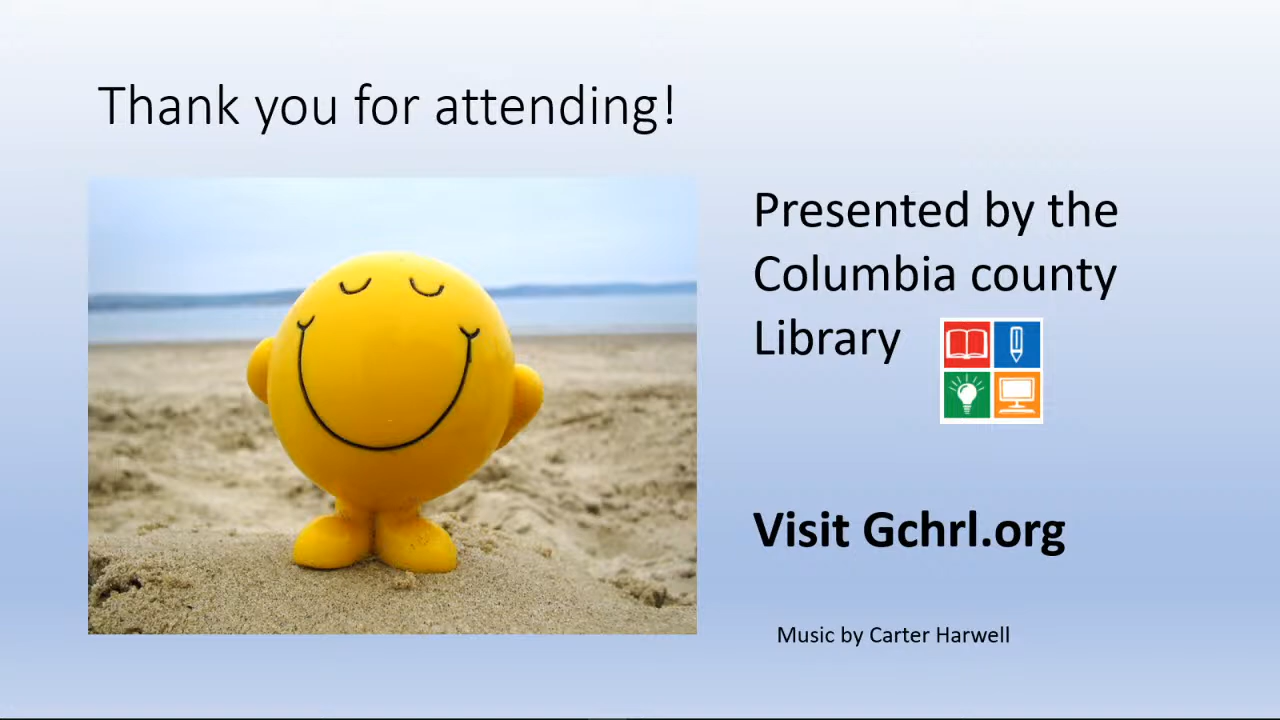 Thank you for attending!
Presented by the
Columbia county
Library
Visit Gchrl.org
Music by Carter Harwell